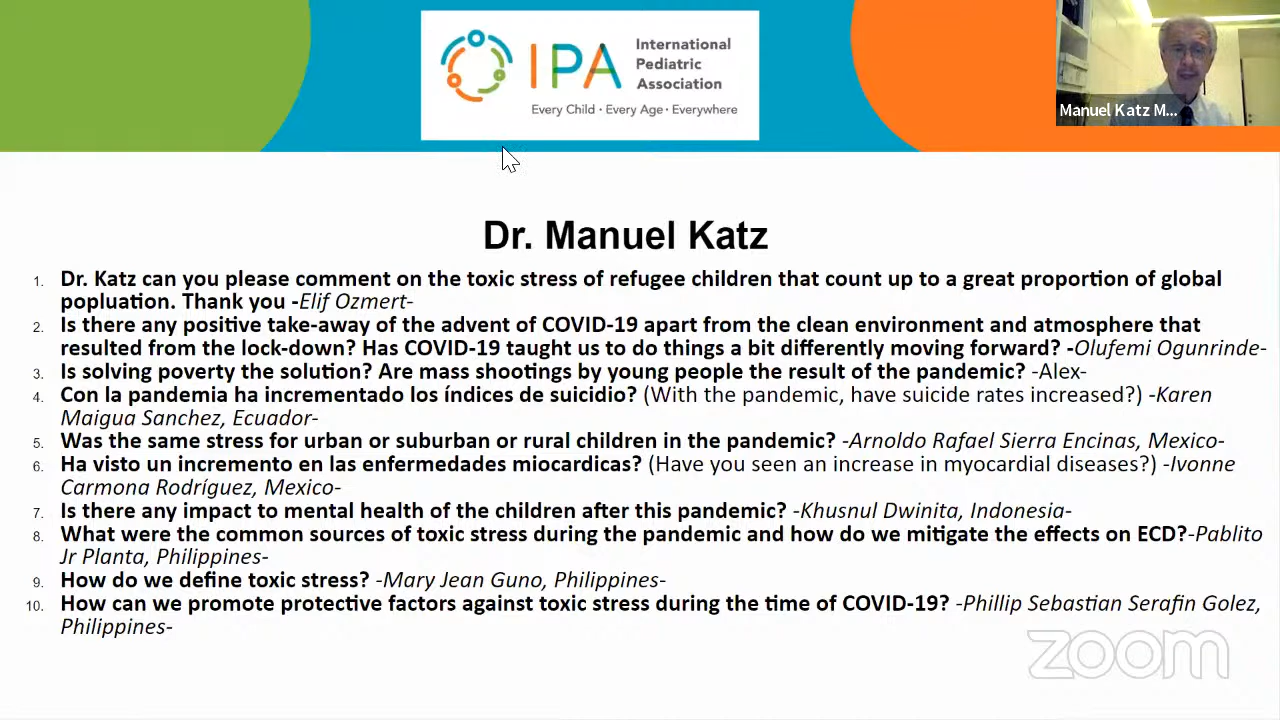 IPA
International
Pediatric
Association
Every Child · Every Age · Everywhere
Manuel Katz M...
Dr. Manuel Katz
1. Dr. Katz can you please comment on the toxic stress of refugee children that count up to a great proportion of global
popluation. Thank you -Elif Ozmert-
2. Is there any positive take-away of the advent of COVID-19 apart from the clean environment and atmosphere that
resulted from the lock-down? Has COVID-19 taught us to do things a bit differently moving forward? -Olufemi Ogunrinde-
3. Is solving poverty the solution? Are mass shootings by young people the result of the pandemic? -Alex-
4. Con la pandemia ha incrementado los índices de suicidio? (With the pandemic, have suicide rates increased?) -Karen
Maigua Sanchez, Ecuador-
5. Was the same stress for urban or suburban or rural children in the pandemic? -Arnoldo Rafael Sierra Encinas, Mexico-
6. Ha visto un incremento en las enfermedades miocardicas? (Have you seen an increase in myocardial diseases?) -Ivonne
Carmona Rodríguez, Mexico-
7. Is there any impact to mental health of the children after this pandemic? -Khusnul Dwinita, Indonesia-
8. What were the common sources of toxic stress during the pandemic and how do we mitigate the effects on ECD?-Pablito
Jr Planta, Philippines-
9. How do we define toxic stress? -Mary Jean Guno, Philippines-
10. How can we promote protective factors against toxic stress during the time of COVID-19? -Phillip Sebastian Serafin Golez,
Philippines-
zoom